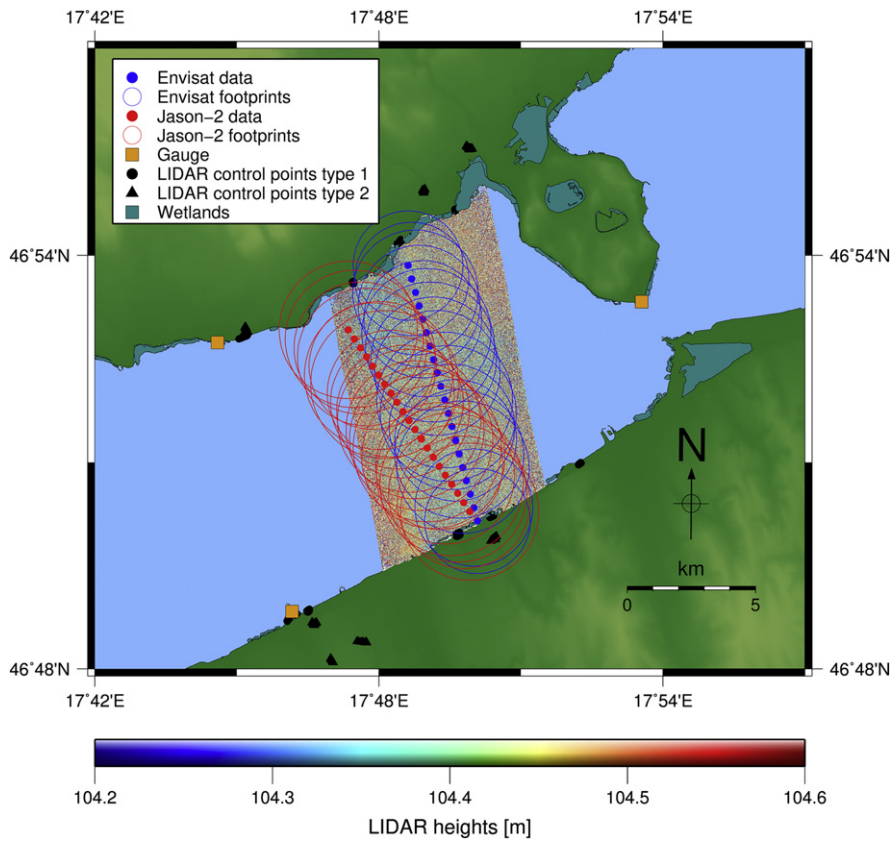 17°42'E 17°48'E 17°54'E
Envisat data
Envisat footprints
Jason-2 data
Jason-2 footprints
Gauge
LIDAR control points type 1
LIDAR control points type 2
Wetlands
46°54'N 46°54'N
N
km
0 5
46°48'N 46°48'N
17°42'E 17°48'E 17°54'E
104.2 104.3 104.4 104.5 104.6
LIDAR heights [m]